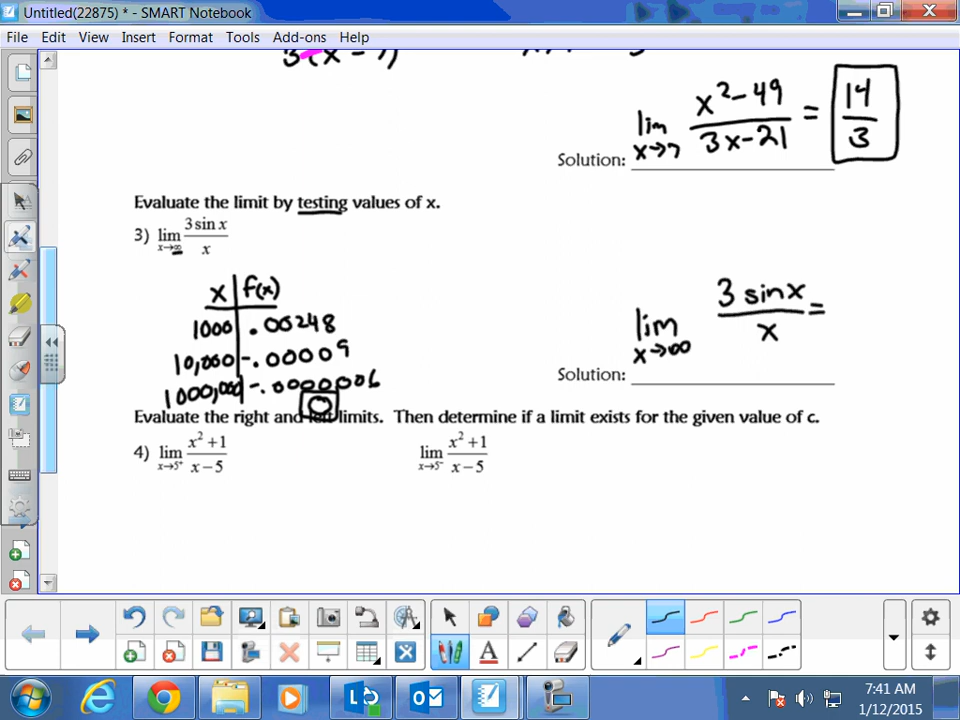 Untitled(22875) * - SMART Notebook
File Edit View Insert Format Tools Add-ons Help
3(x - 7)
lim x→7 x²-49 / 3x-21 = 14/3
Solution:
Evaluate the limit by testing values of x.
3) lim x→∞ 3 sin x / x
x f(x)
1000 .00248
10,000 -.00009
1000,000 -.0000006
0
lim x→∞ 3 sinx / x =
Solution:
Evaluate the right and left limits. Then determine if a limit exists for the given value of c.
4) lim x→5⁺ x² +1 / x − 5
lim x→5⁻ x² +1 / x − 5
A
7:41 AM
1/12/2015